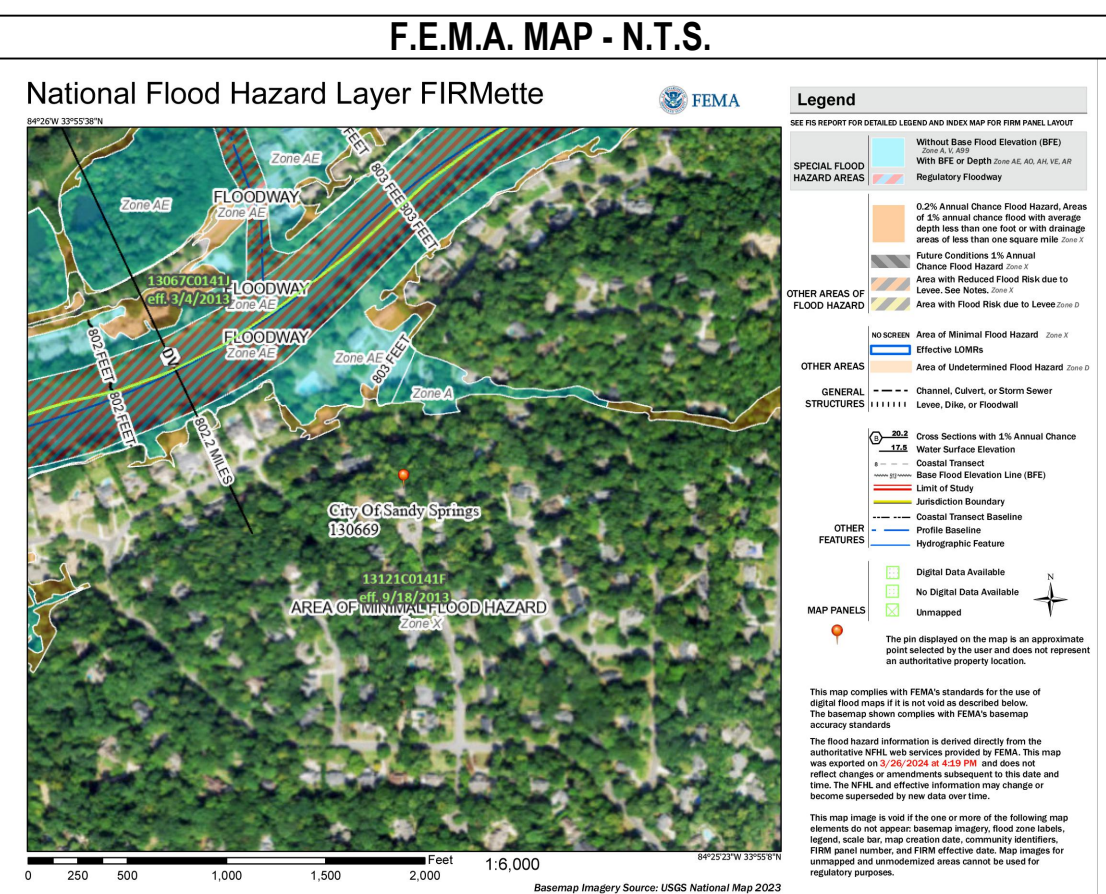 F.E.M.A. MAP - N.T.S.
National Flood Hazard Layer FIRMette
FEMA
84°26'W 33°55'38"N
FEET
Zone AE
803 FEET
803 FEET
Zone AE
FLOODWAY
Zone AE
13067C0141J
eff. 3/4/2013
FLOODWAY
Zone AE
FLOODWAY
Zone AE
802 FEET
802 FEET
802.2 MILES
Zone AE
803 FEET
Zone A
City Of Sandy Springs
130669
13121C0141F
eff. 9/18/2013
AREA OF MINIMAL FLOOD HAZARD
Zone X
84°25'23"W 33°55'8"N
Feet
1:6,000
0 250 500 1,000 1,500 2,000
Basemap Imagery Source: USGS National Map 2023
Legend
SEE FIS REPORT FOR DETAILED LEGEND AND INDEX MAP FOR FIRM PANEL LAYOUT
SPECIAL FLOOD
HAZARD AREAS
Without Base Flood Elevation (BFE)
Zone A, V, A99
With BFE or Depth Zone AE, AO, AH, VE, AR
Regulatory Floodway
0.2% Annual Chance Flood Hazard, Areas
of 1% annual chance flood with average
depth less than one foot or with drainage
areas of less than one square mile Zone X
Future Conditions 1% Annual
Chance Flood Hazard Zone X
Area with Reduced Flood Risk due to
Levee. See Notes. Zone X
Area with Flood Risk due to Levee Zone D
OTHER AREAS OF
FLOOD HAZARD
NO SCREEN Area of Minimal Flood Hazard Zone X
Effective LOMRs
Area of Undetermined Flood Hazard Zone D
OTHER AREAS
GENERAL
STRUCTURES
Channel, Culvert, or Storm Sewer
Levee, Dike, or Floodwall
B 20.2 Cross Sections with 1% Annual Chance
17.5 Water Surface Elevation
8 Coastal Transect
513 Base Flood Elevation Line (BFE)
Limit of Study
Jurisdiction Boundary
Coastal Transect Baseline
Profile Baseline
Hydrographic Feature
OTHER
FEATURES
Digital Data Available
No Digital Data Available
Unmapped
MAP PANELS
N
The pin displayed on the map is an approximate
point selected by the user and does not represent
an authoritative property location.
This map complies with FEMA's standards for the use of
digital flood maps if it is not void as described below.
The basemap shown complies with FEMA's basemap
accuracy standards
The flood hazard information is derived directly from the
authoritative NFHL web services provided by FEMA. This map
was exported on 3/26/2024 at 4:19 PM and does not
reflect changes or amendments subsequent to this date and
time. The NFHL and effective information may change or
become superseded by new data over time.
This map image is void if the one or more of the following map
elements do not appear: basemap imagery, flood zone labels,
legend, scale bar, map creation date, community identifiers,
FIRM panel number, and FIRM effective date. Map images for
unmapped and unmodernized areas cannot be used for
regulatory purposes.